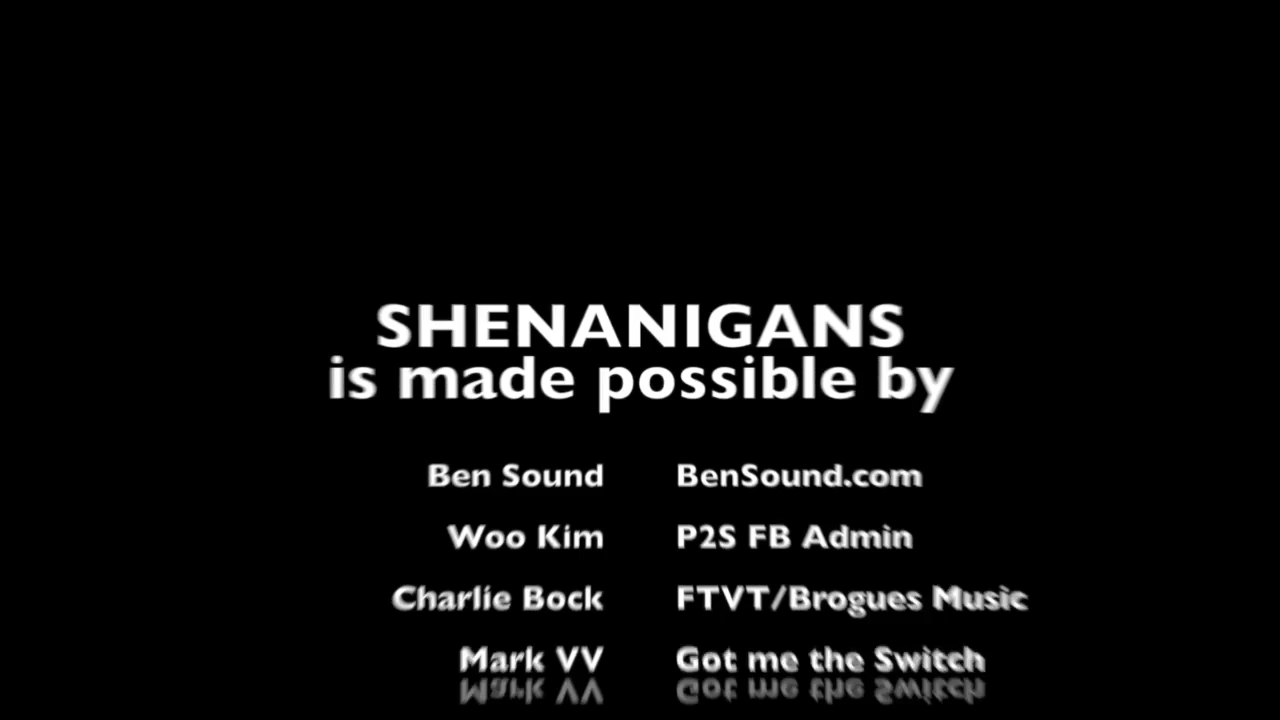 SHENANIGANS
is made possible by
Ben Sound BenSound.com
Woo Kim P2S FB Admin
Charlie Bock FTVT/Brogues Music
Mark VV Got me the Switch